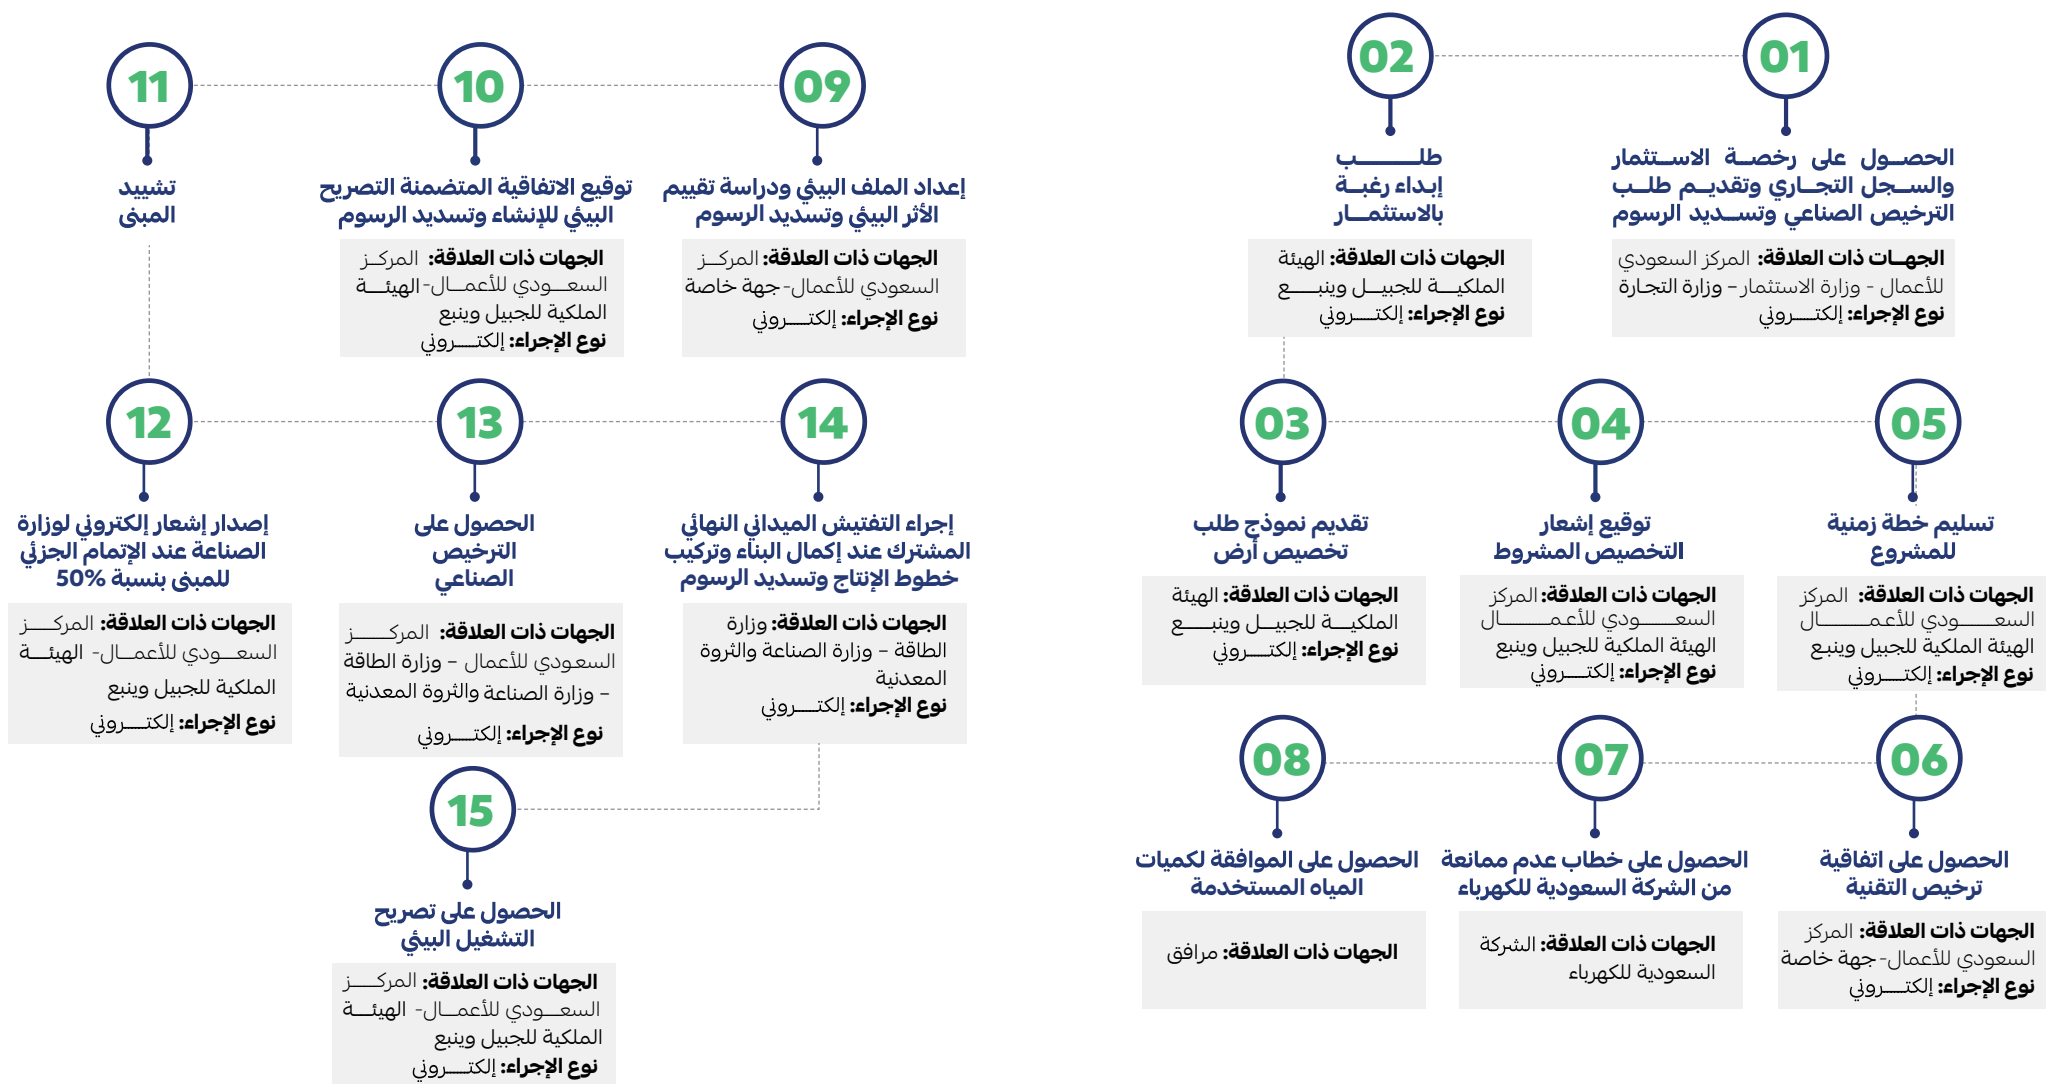 01
الحصول على رخصة الاستثمار
والسجل التجاري وتقديم طلب
الترخيص الصناعي وتسديد الرسوم
الجهات ذات العلاقة: المركز السعودي
للأعمال - وزارة الاستثمار – وزارة التجارة
نوع الإجراء: إلكتروني
02
طلب
إبداء رغبة
بالاستثمار
الجهات ذات العلاقة: الهيئة
الملكية للجبيل وينبع
نوع الإجراء: إلكتروني
03
تقديم نموذج طلب
تخصيص أرض
الجهات ذات العلاقة: الهيئة
الملكية للجبيل وينبع
نوع الإجراء: إلكتروني
04
توقيع إشعار
التخصيص المشروط
الجهات ذات العلاقة: المركز
السعودي للأعمال
الهيئة الملكية للجبيل وينبع
نوع الإجراء: إلكتروني
05
تسليم خطة زمنية
للمشروع
الجهات ذات العلاقة: المركز
السعودي للأعمال
الهيئة الملكية للجبيل وينبع
نوع الإجراء: إلكتروني
06
الحصول على اتفاقية
ترخيص التقنية
الجهات ذات العلاقة: المركز
السعودي للأعمال- جهة خاصة
نوع الإجراء: إلكتروني
07
الحصول على خطاب عدم ممانعة
من الشركة السعودية للكهرباء
الجهات ذات العلاقة: الشركة
السعودية للكهرباء
08
الحصول على الموافقة لكميات
المياه المستخدمة
الجهات ذات العلاقة: مرافق
09
إعداد الملف البيئي ودراسة تقييم
الأثر البيئي وتسديد الرسوم
الجهات ذات العلاقة: المركز
السعودي للأعمال- جهة خاصة
نوع الإجراء: إلكتروني
10
توقيع الاتفاقية المتضمنة التصريح
البيئي للإنشاء وتسديد الرسوم
الجهات ذات العلاقة: المركز
السعودي للأعمال- الهيئة
الملكية للجبيل وينبع
نوع الإجراء: إلكتروني
11
تشييد
المبنى
12
إصدار إشعار إلكتروني لوزارة
الصناعة عند الإتمام الجزئي
للمبنى بنسبة %50
الجهات ذات العلاقة: المركز
السعودي للأعمال- الهيئة
الملكية للجبيل وينبع
نوع الإجراء: إلكتروني
13
الحصول على
الترخيص
الصناعي
الجهات ذات العلاقة: المركز
السعودي للأعمال – وزارة الطاقة
– وزارة الصناعة والثروة المعدنية
نوع الإجراء: إلكتروني
14
إجراء التفتيش الميداني النهائي
المشترك عند إكمال البناء وتركيب
خطوط الإنتاج وتسديد الرسوم
الجهات ذات العلاقة: وزارة
الطاقة – وزارة الصناعة والثروة
المعدنية
نوع الإجراء: إلكتروني
15
الحصول على تصريح
التشغيل البيئي
الجهات ذات العلاقة: المركز
السعودي للأعمال- الهيئة
الملكية للجبيل وينبع
نوع الإجراء: إلكتروني